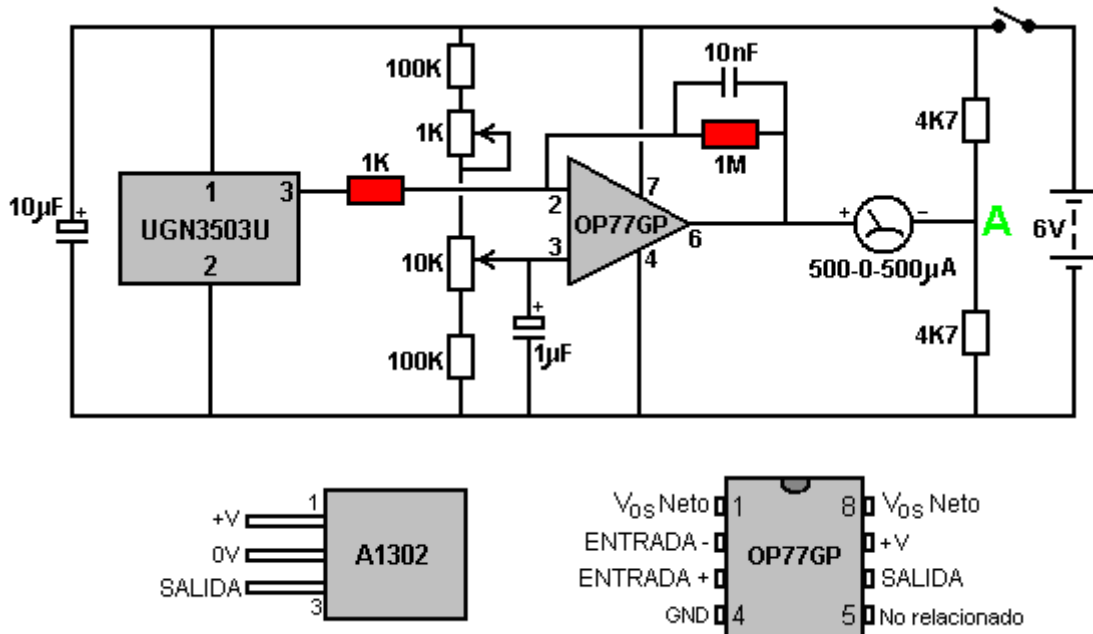 100K
10nF
1K
4K7
1K
1M
1
3
2
7
10µF
+
UGN3503U
OP77GP
+
-
A
6V
2
3
4
6
10K
500-0-500µA
+
4K7
100K
1µF
1
+V
0V
A1302
SALIDA
3
V0S Neto
1
8
V0S Neto
ENTRADA -
+V
OP77GP
ENTRADA +
SALIDA
GND
4
5
No relacionado